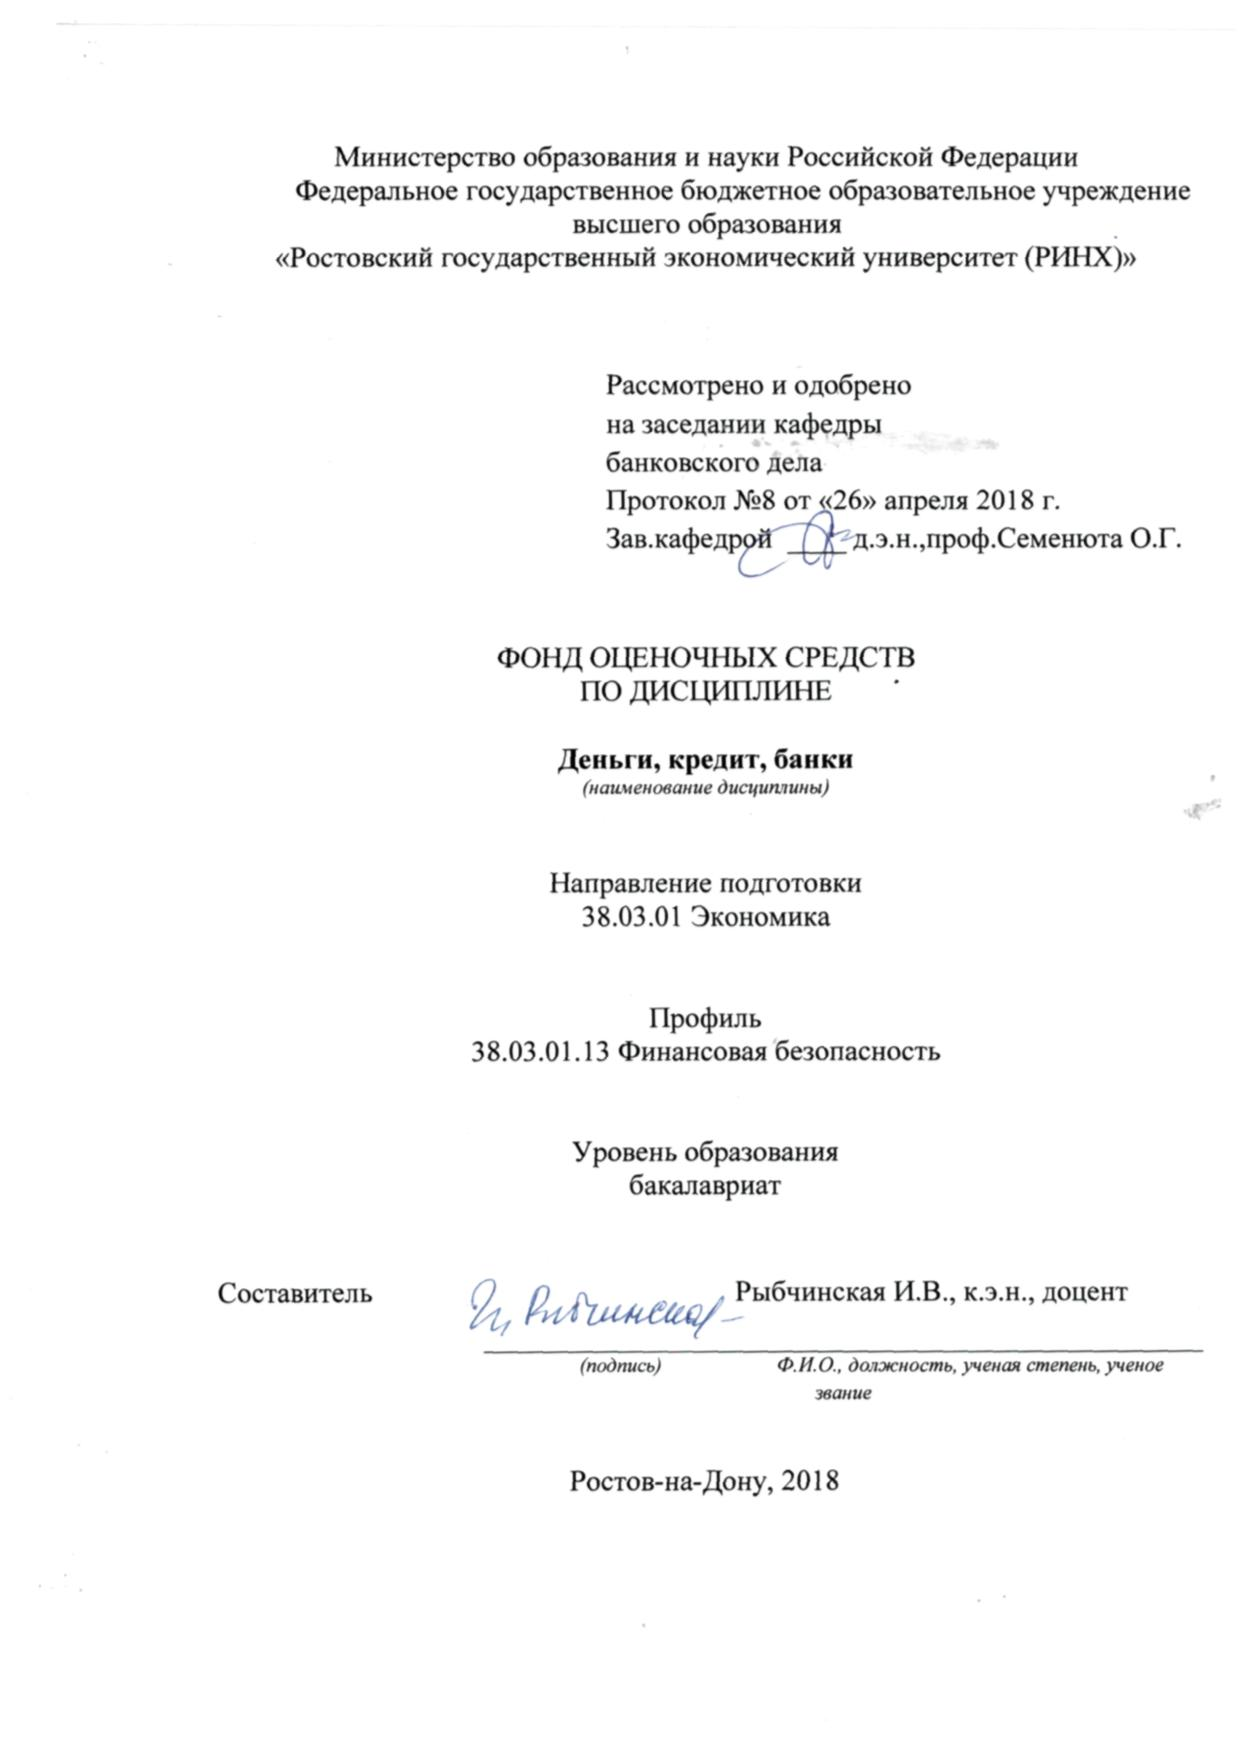 Министерство образования и науки Российской Федерации
Федеральное государственное бюджетное образовательное учреждение
высшего образования
«Ростовский государственный экономический университет (РИНХ)»
Рассмотрено и одобрено
на заседании кафедры
банковского дела
Протокол №8 от «26» апреля 2018 г.
Зав.кафедрой ____ д.э.н.,проф.Семенюта О.Г.
ФОНД ОЦЕНОЧНЫХ СРЕДСТВ
ПО ДИСЦИПЛИНЕ
Деньги, кредит, банки
(наименование дисциплины)
Направление подготовки
38.03.01 Экономика
Профиль
38.03.01.13 Финансовая безопасность
Уровень образования
бакалавриат
Составитель Рыбчинская И.В., к.э.н., доцент
(подпись) Ф.И.О., должность, ученая степень, ученое
звание
Ростов-на-Дону, 2018